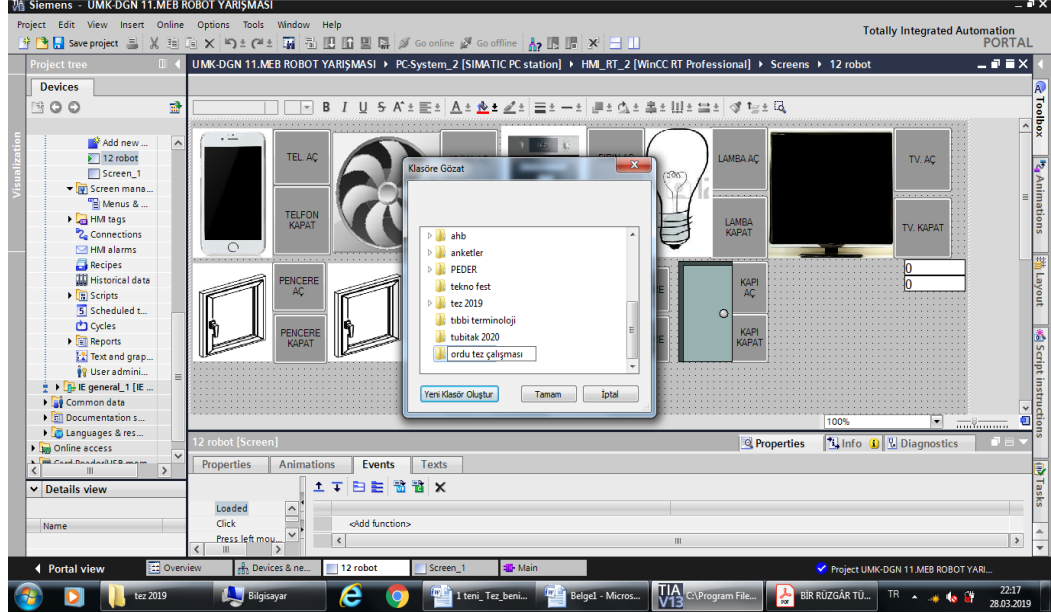 Siemens - UMK-DGN 11.MEB ROBOT YARIŞMASI
Project Edit View Insert Online Options Tools Window Help
Totally Integrated Automation
PORTAL
Save project Go online Go offline
Project tree
UMK-DGN 11.MEB ROBOT YARIŞMASI PC-System_2 [SIMATIC PC station] HMI_RT_2 [WinCC RT Professional] Screens 12 robot
Devices
B I U S A A
Visualization
Add new ...
12 robot
Screen_1
Screen mana...
Menus & ...
HMI tags
Connections
HMI alarms
Recipes
Historical data
Scripts
Scheduled t...
Cycles
Reports
Text and grap...
User admini...
IE general_1 [IE ...
Common data
Documentation s...
Languages & res...
Online access
Card Reader/USB mem
Details view
Name
TEL. AÇ
TELFON
KAPAT
LAMBA AÇ
LAMBA
KAPAT
TV. AÇ
TV. KAPAT
0
0
PENCERE
AÇ
PENCERE
KAPAT
KAPI
AÇ
KAPI
KAPAT
Klasöre Gözat
ahb
anketler
PEDER
tekno fest
tez 2019
tıbbi terminoloji
tubitak 2020
ordu tez çalışması
Yeni Klasör Oluştur
Tamam
İptal
100%
12 robot [Screen]
Properties Info Diagnostics
Properties Animations Events Texts
Loaded
Click
Press left mou...
<Add function>
Toolbox
Animations
Layout
Script instructions
Tasks
Portal view Overview Devices & ne... 12 robot Screen_1 Main
Project UMK-DGN 11.MEB ROBOT YARI...
tez 2019
Bilgisayar
1 teni_Tez_beni...
Belge1 - Micros...
TIA
V13
C:\Program File...
BİR RÜZGÂR TÜ...
TR
22:17
28.03.2019